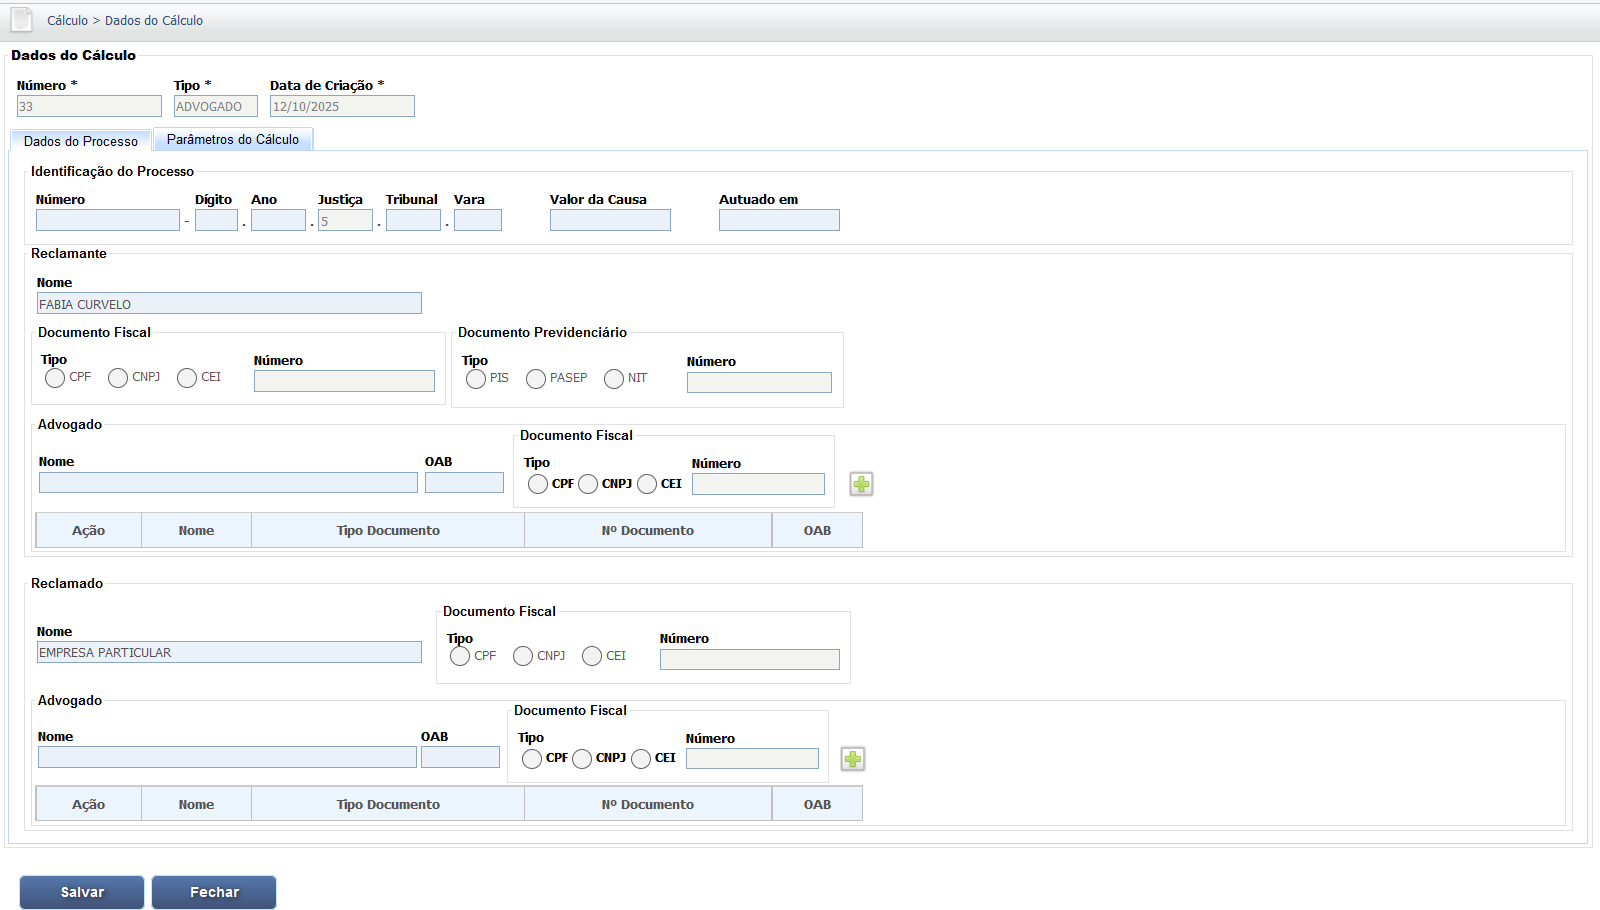 Cálculo > Dados do Cálculo
Dados do Cálculo
Número * Tipo * Data de Criação *
33 ADVOGADO 12/10/2025
Dados do Processo Parâmetros do Cálculo
Identificação do Processo
Número Dígito Ano Justiça Tribunal Vara Valor da Causa Autuado em
- . . 5 . .
Reclamante
Nome
FABIA CURVELO
Documento Fiscal Documento Previdenciário
Tipo Número Tipo Número
CPF CNPJ CEI PIS PASEP NIT
Advogado
Documento Fiscal
Nome OAB Tipo Número
CPF CNPJ CEI
Ação Nome Tipo Documento Nº Documento OAB
Reclamado
Documento Fiscal
Nome Tipo Número
EMPRESA PARTICULAR CPF CNPJ CEI
Advogado
Documento Fiscal
Nome OAB Tipo Número
CPF CNPJ CEI
Ação Nome Tipo Documento Nº Documento OAB
Salvar Fechar